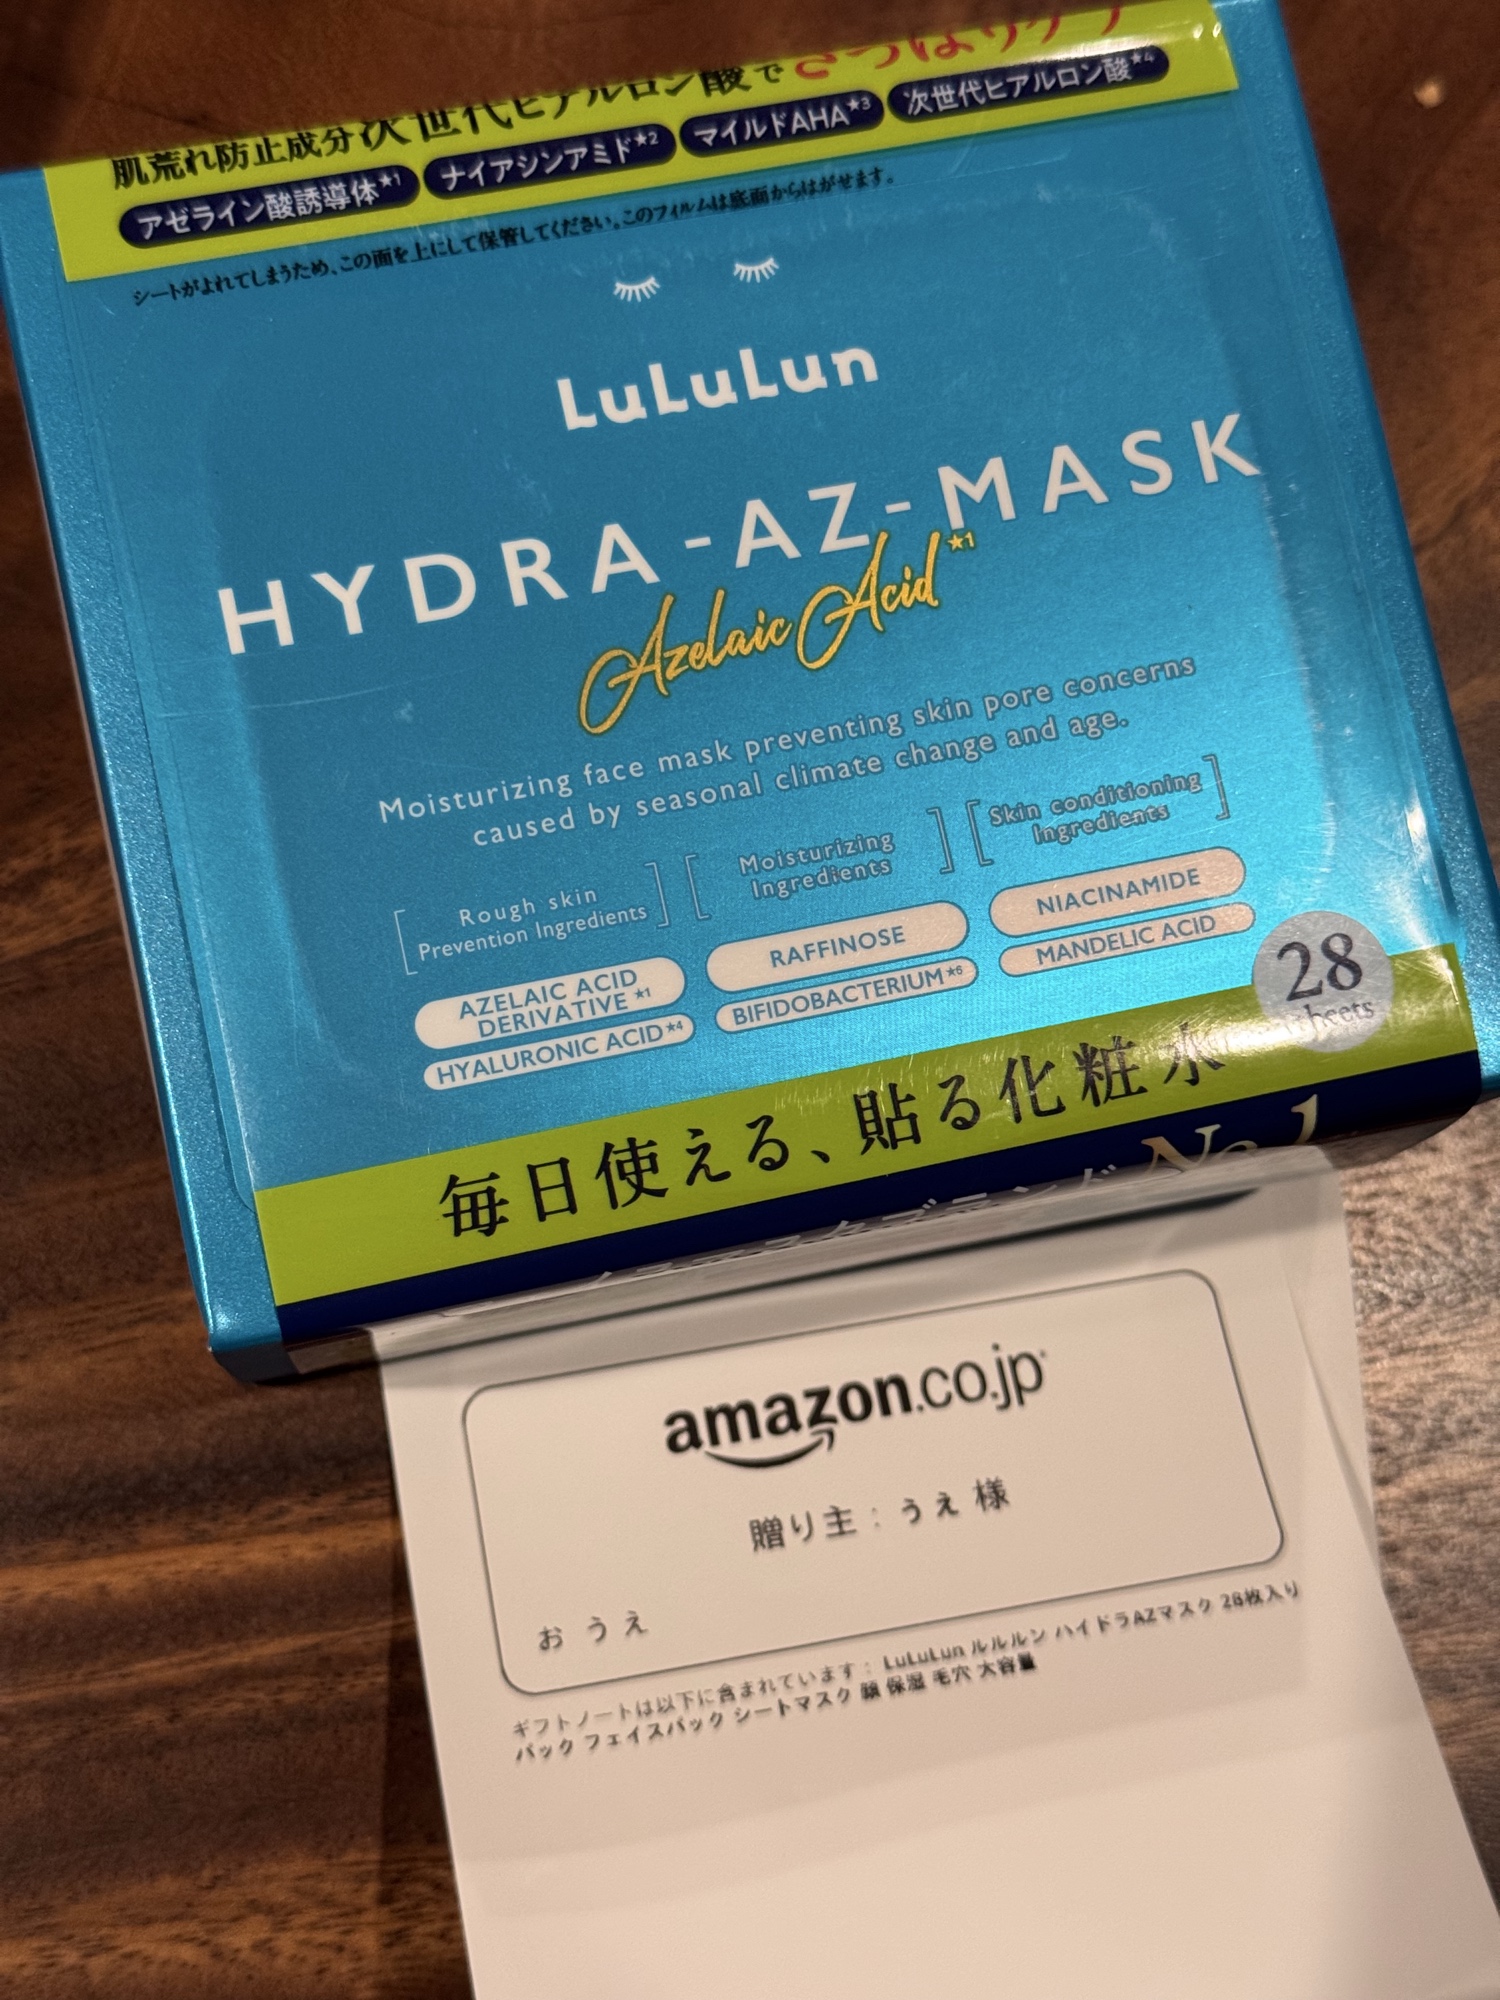 肌荒れ防止成分次世代ヒアルロン酸でさっぱりケア
アゼライン酸誘導体★1 ナイアシンアミド★2 マイルドAHA★3 次世代ヒアルロン酸★4
シートがよれてしまうため、この面を上にして保管してください。このフィルムは底面からはがせます。
LuLuLun
HYDRA-AZ-MASK
Azelaic Acid★1
Moisturizing face mask preventing skin pore concerns
caused by seasonal climate change and age.
Rough skin
Prevention Ingredients
AZELAIC ACID
DERIVATIVE★1
HYALURONIC ACID★4
Moisturizing
Ingredients
RAFFINOSE
BIFIDOBACTERIUM★6
Skin conditioning
Ingredients
NIACINAMIDE
MANDELIC ACID
28
sheets
毎日使える、貼る化粧水
No.1
amazon.co.jp
贈り主：うえ 様
おうえ
ギフトノートは以下に含まれています： LuLuLun ルルルン ハイドラAZマスク 28枚入り
パック フェイスパック シートマスク 顔 保湿 毛穴 大容量